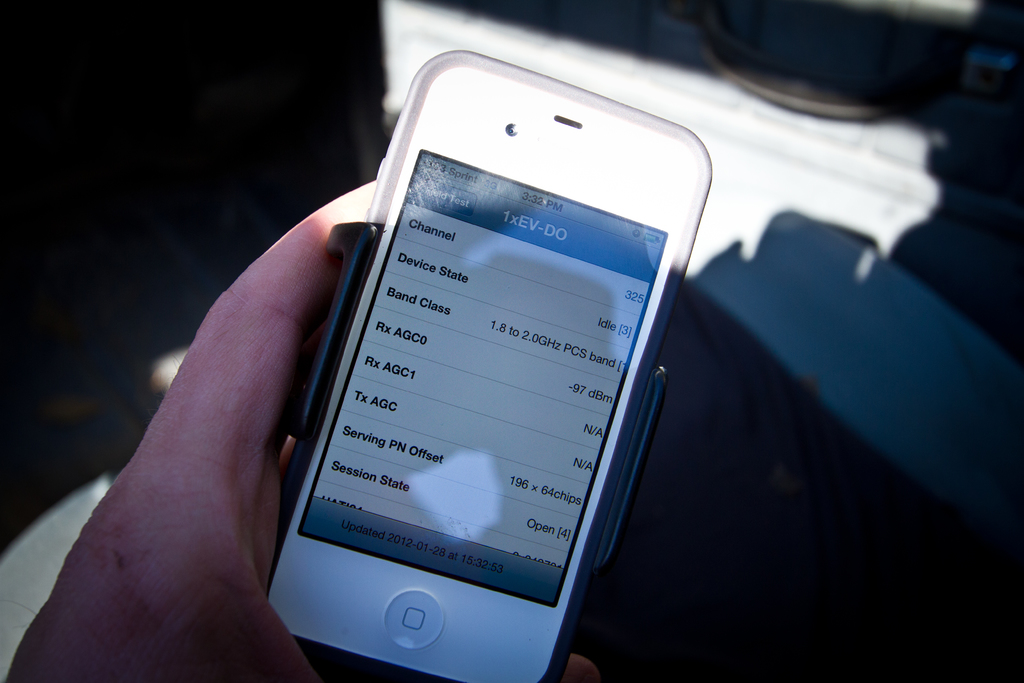 Sprint 3:32 PM
Field Test 1xEV-DO
Channel 325
Device State Idle [3]
Band Class 1.8 to 2.0GHz PCS band [
Rx AGC0 -97 dBm
Rx AGC1 N/A
Tx AGC N/A
Serving PN Offset 196 × 64chips
Session State Open [4]
Updated 2012-01-28 at 15:32:53